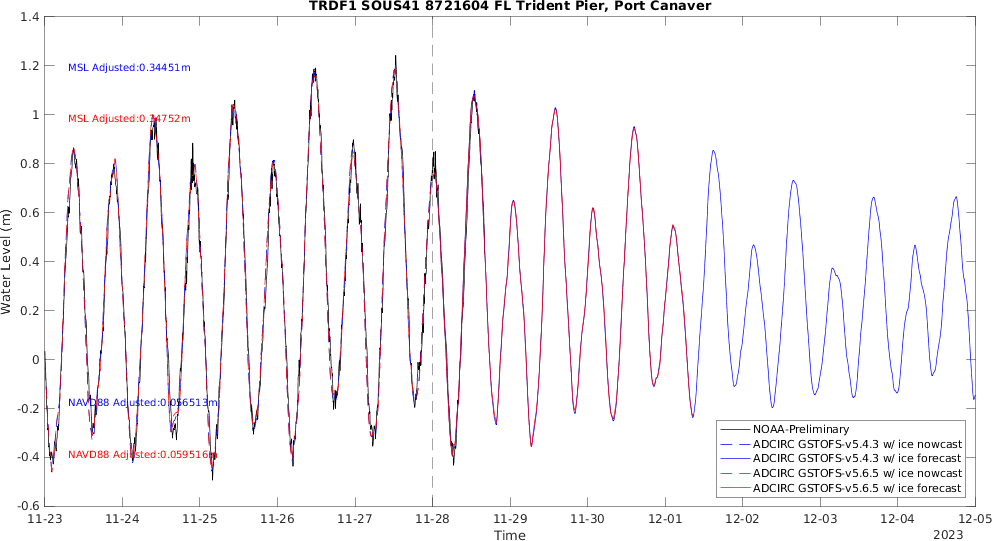 TRDF1 SOUS41 8721604 FL Trident Pier, Port Canaver
1.4
1.2
1
0.8
0.6
0.4
0.2
0
-0.2
-0.4
-0.6
Water Level (m)
MSL Adjusted:0.34451m
MSL Adjusted:0.34752m
NAVD88 Adjusted:0.056513m
NAVD88 Adjusted:0.059516m
NOAA-Preliminary
ADCIRC GSTOFS-v5.4.3 w/ ice nowcast
ADCIRC GSTOFS-v5.4.3 w/ ice forecast
ADCIRC GSTOFS-v5.6.5 w/ ice nowcast
ADCIRC GSTOFS-v5.6.5 w/ ice forecast
11-23 11-24 11-25 11-26 11-27 11-28 11-29 11-30 12-01 12-02 12-03 12-04 12-05
Time
2023